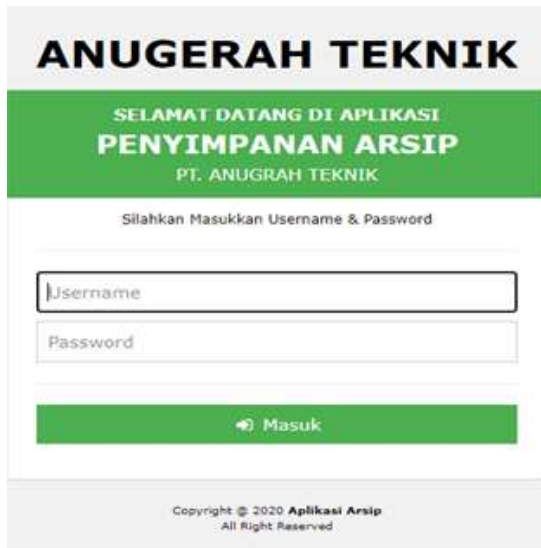 ANUGERAH TEKNIK
SELAMAT DATANG DI APLIKASI
PENYIMPANAN ARSIP
PT. ANUGRAH TEKNIK
Silahkan Masukkan Username & Password
Username
Password
Masuk
Copyright @ 2020 Aplikasi Arsip
All Right Reserved